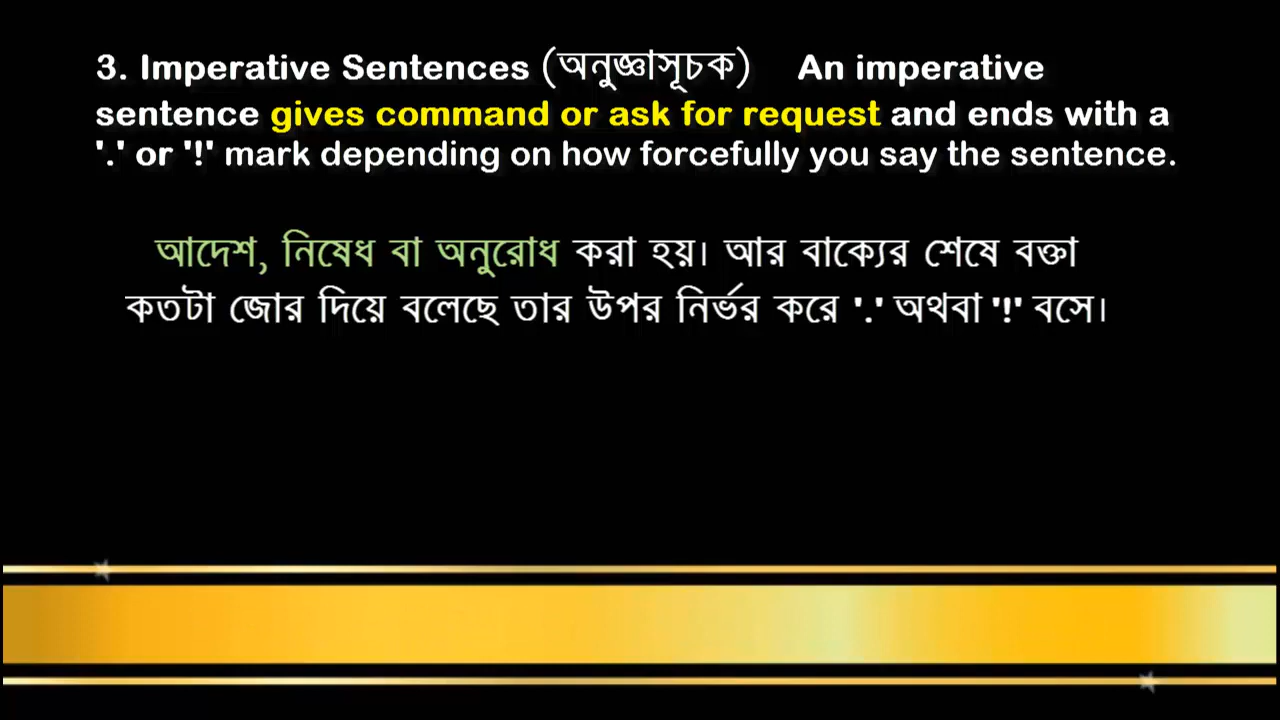 3. Imperative Sentences (অনুজ্ঞাসূচক) An imperative
sentence gives command or ask for request and ends with a
'.' or '!' mark depending on how forcefully you say the sentence.
আদেশ, নিষেধ বা অনুরোধ করা হয়। আর বাক্যের শেষে বক্তা
কতটা জোর দিয়ে বলেছে তার উপর নির্ভর করে '.' অথবা '!' বসে।